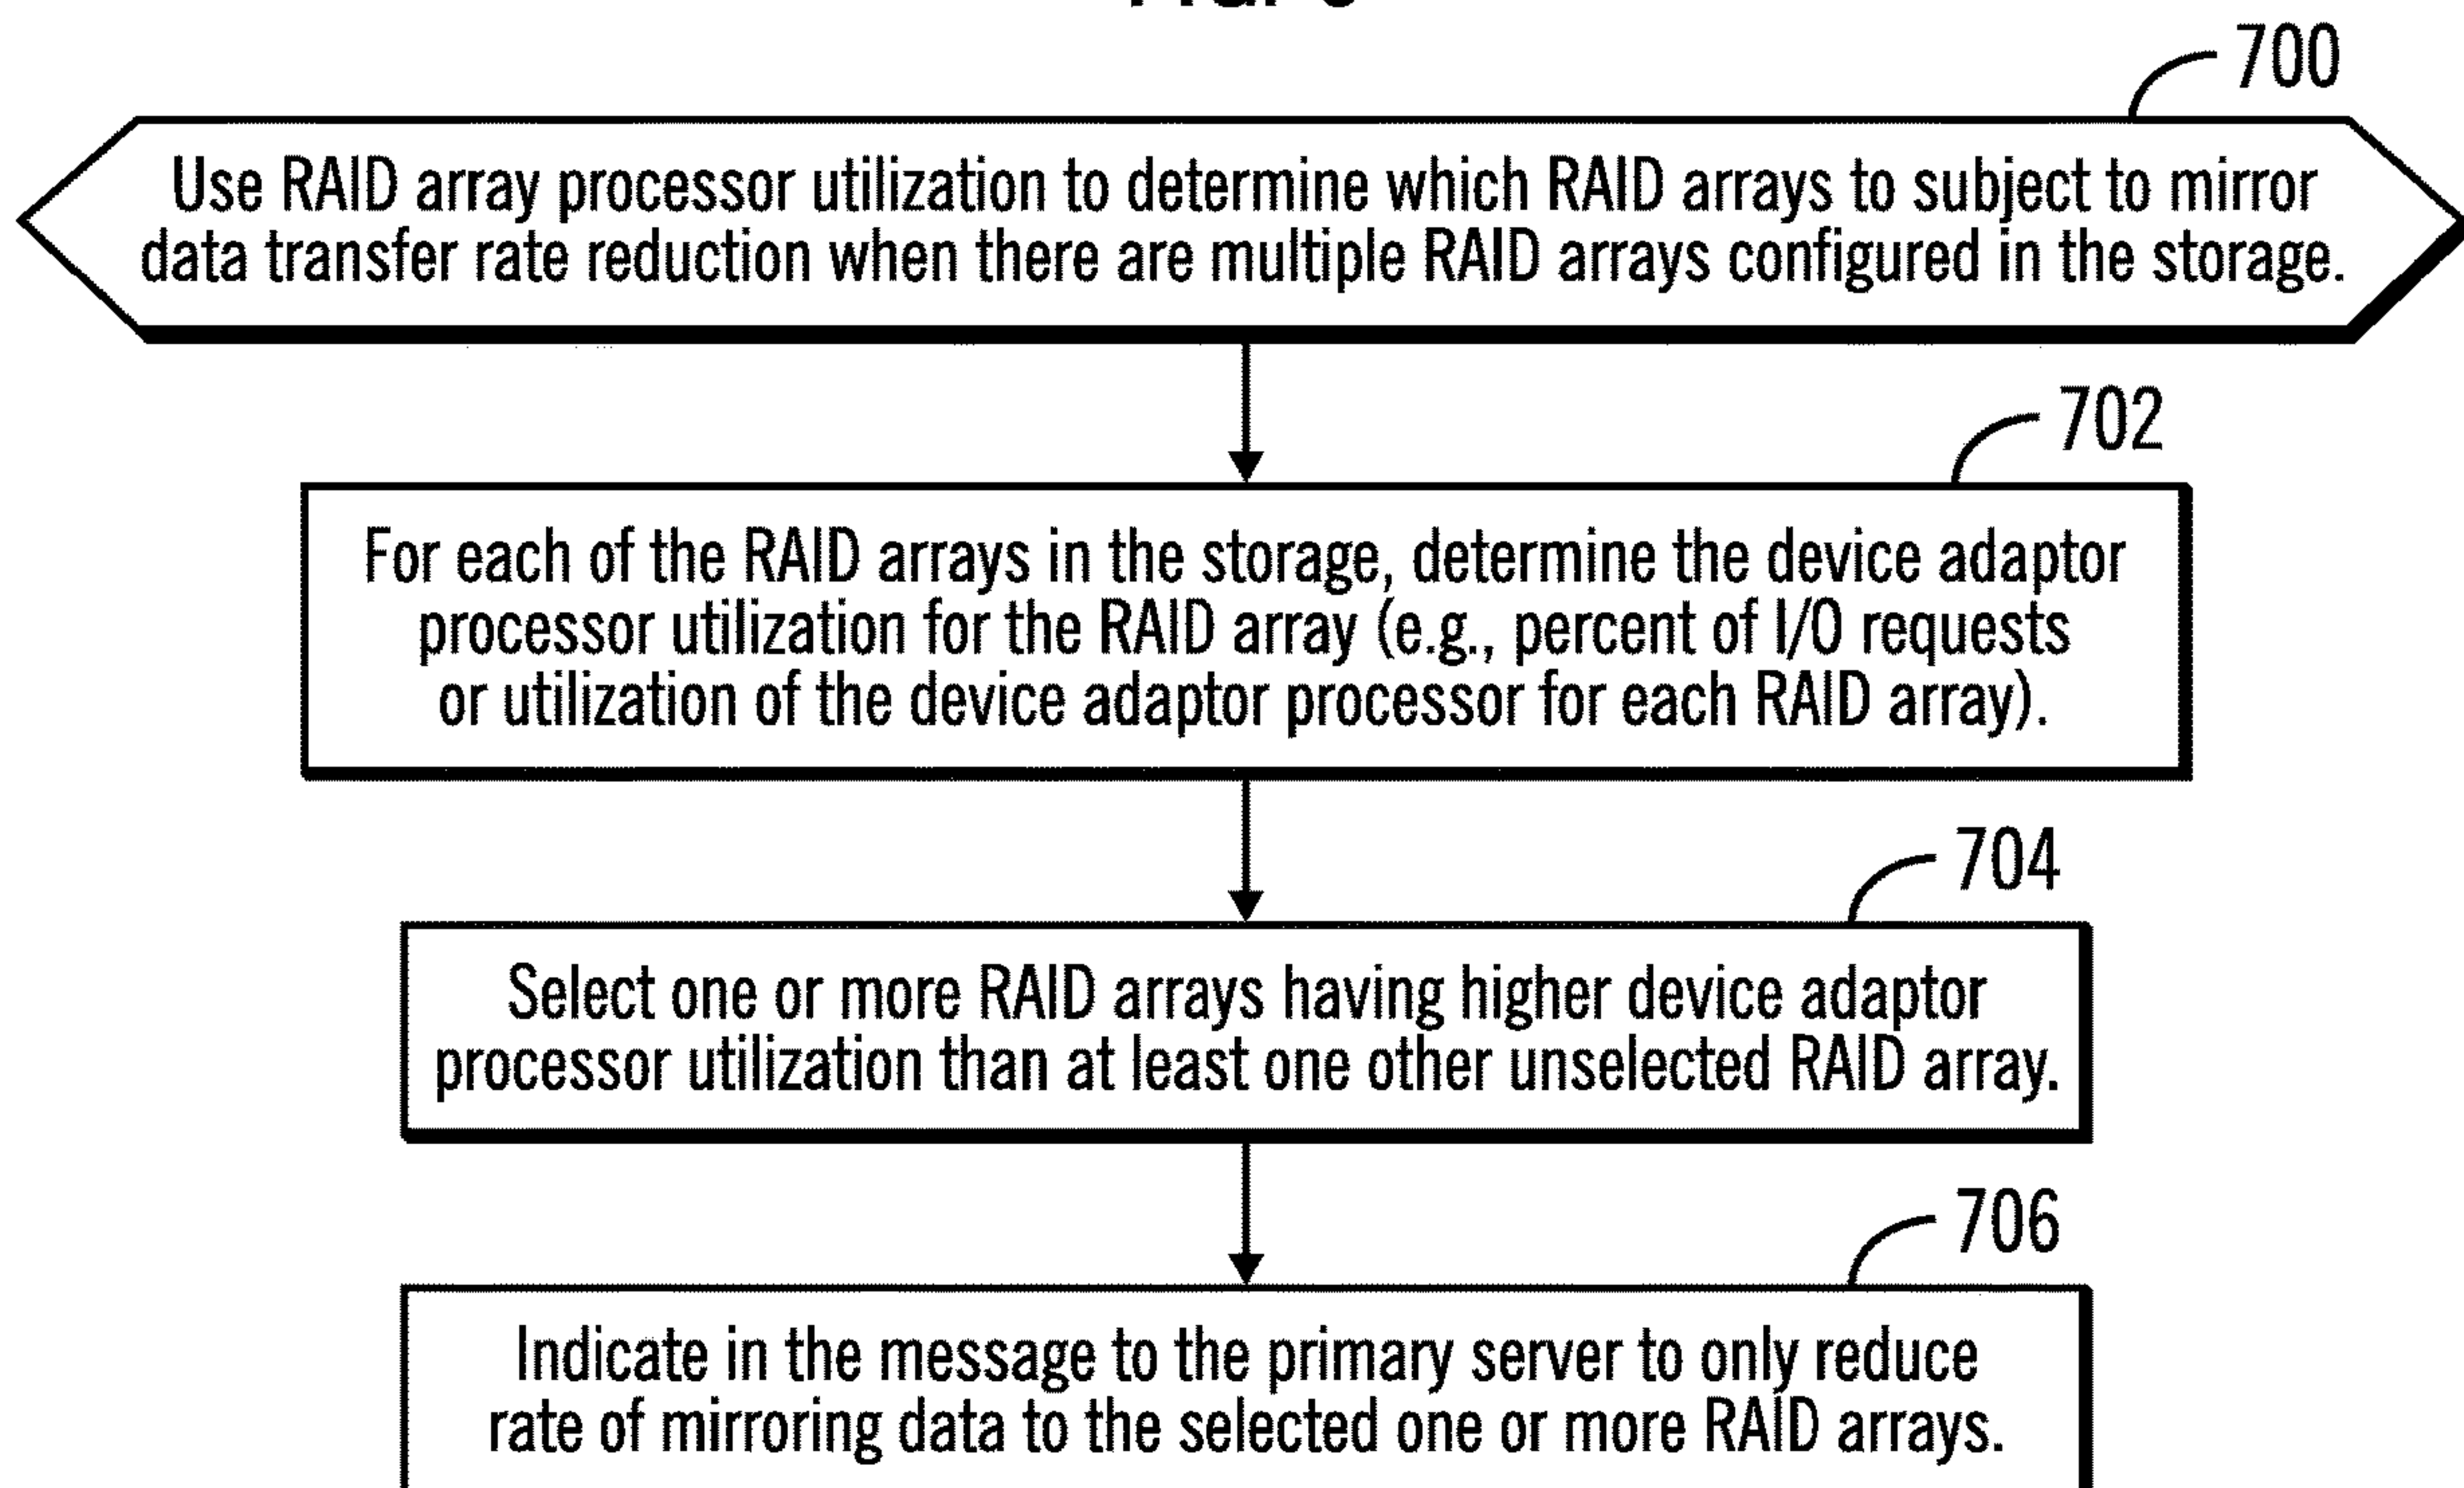 700
Use RAID array processor utilization to determine which RAID arrays to subject to mirror
data transfer rate reduction when there are multiple RAID arrays configured in the storage.
702
For each of the RAID arrays in the storage, determine the device adaptor
processor utilization for the RAID array (e.g., percent of I/O requests
or utilization of the device adaptor processor for each RAID array).
704
Select one or more RAID arrays having higher device adaptor
processor utilization than at least one other unselected RAID array.
706
Indicate in the message to the primary server to only reduce
rate of mirroring data to the selected one or more RAID arrays.